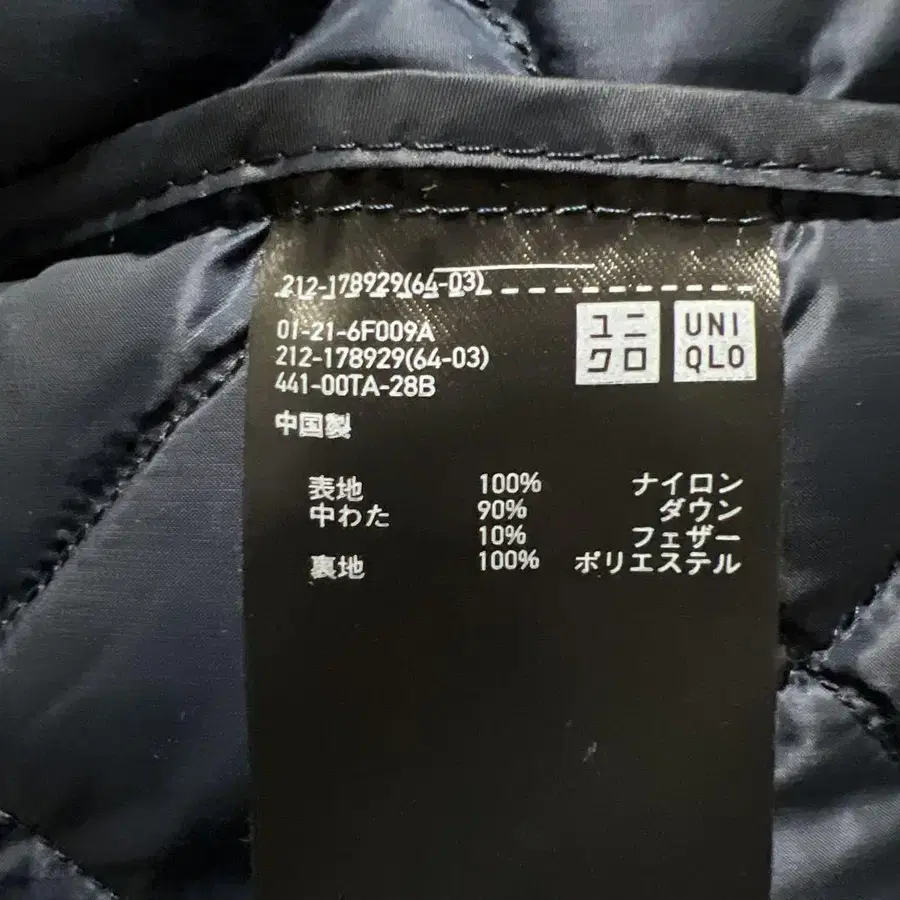 212-178929(64-03)
01-21-6F009A
212-178929(64-03)
441-00TA-28B
ユニ
クロ
UNI
QLO
中国製
表地 100% ナイロン
中わた 90% ダウン
10% フェザー
裏地 100% ポリエステル